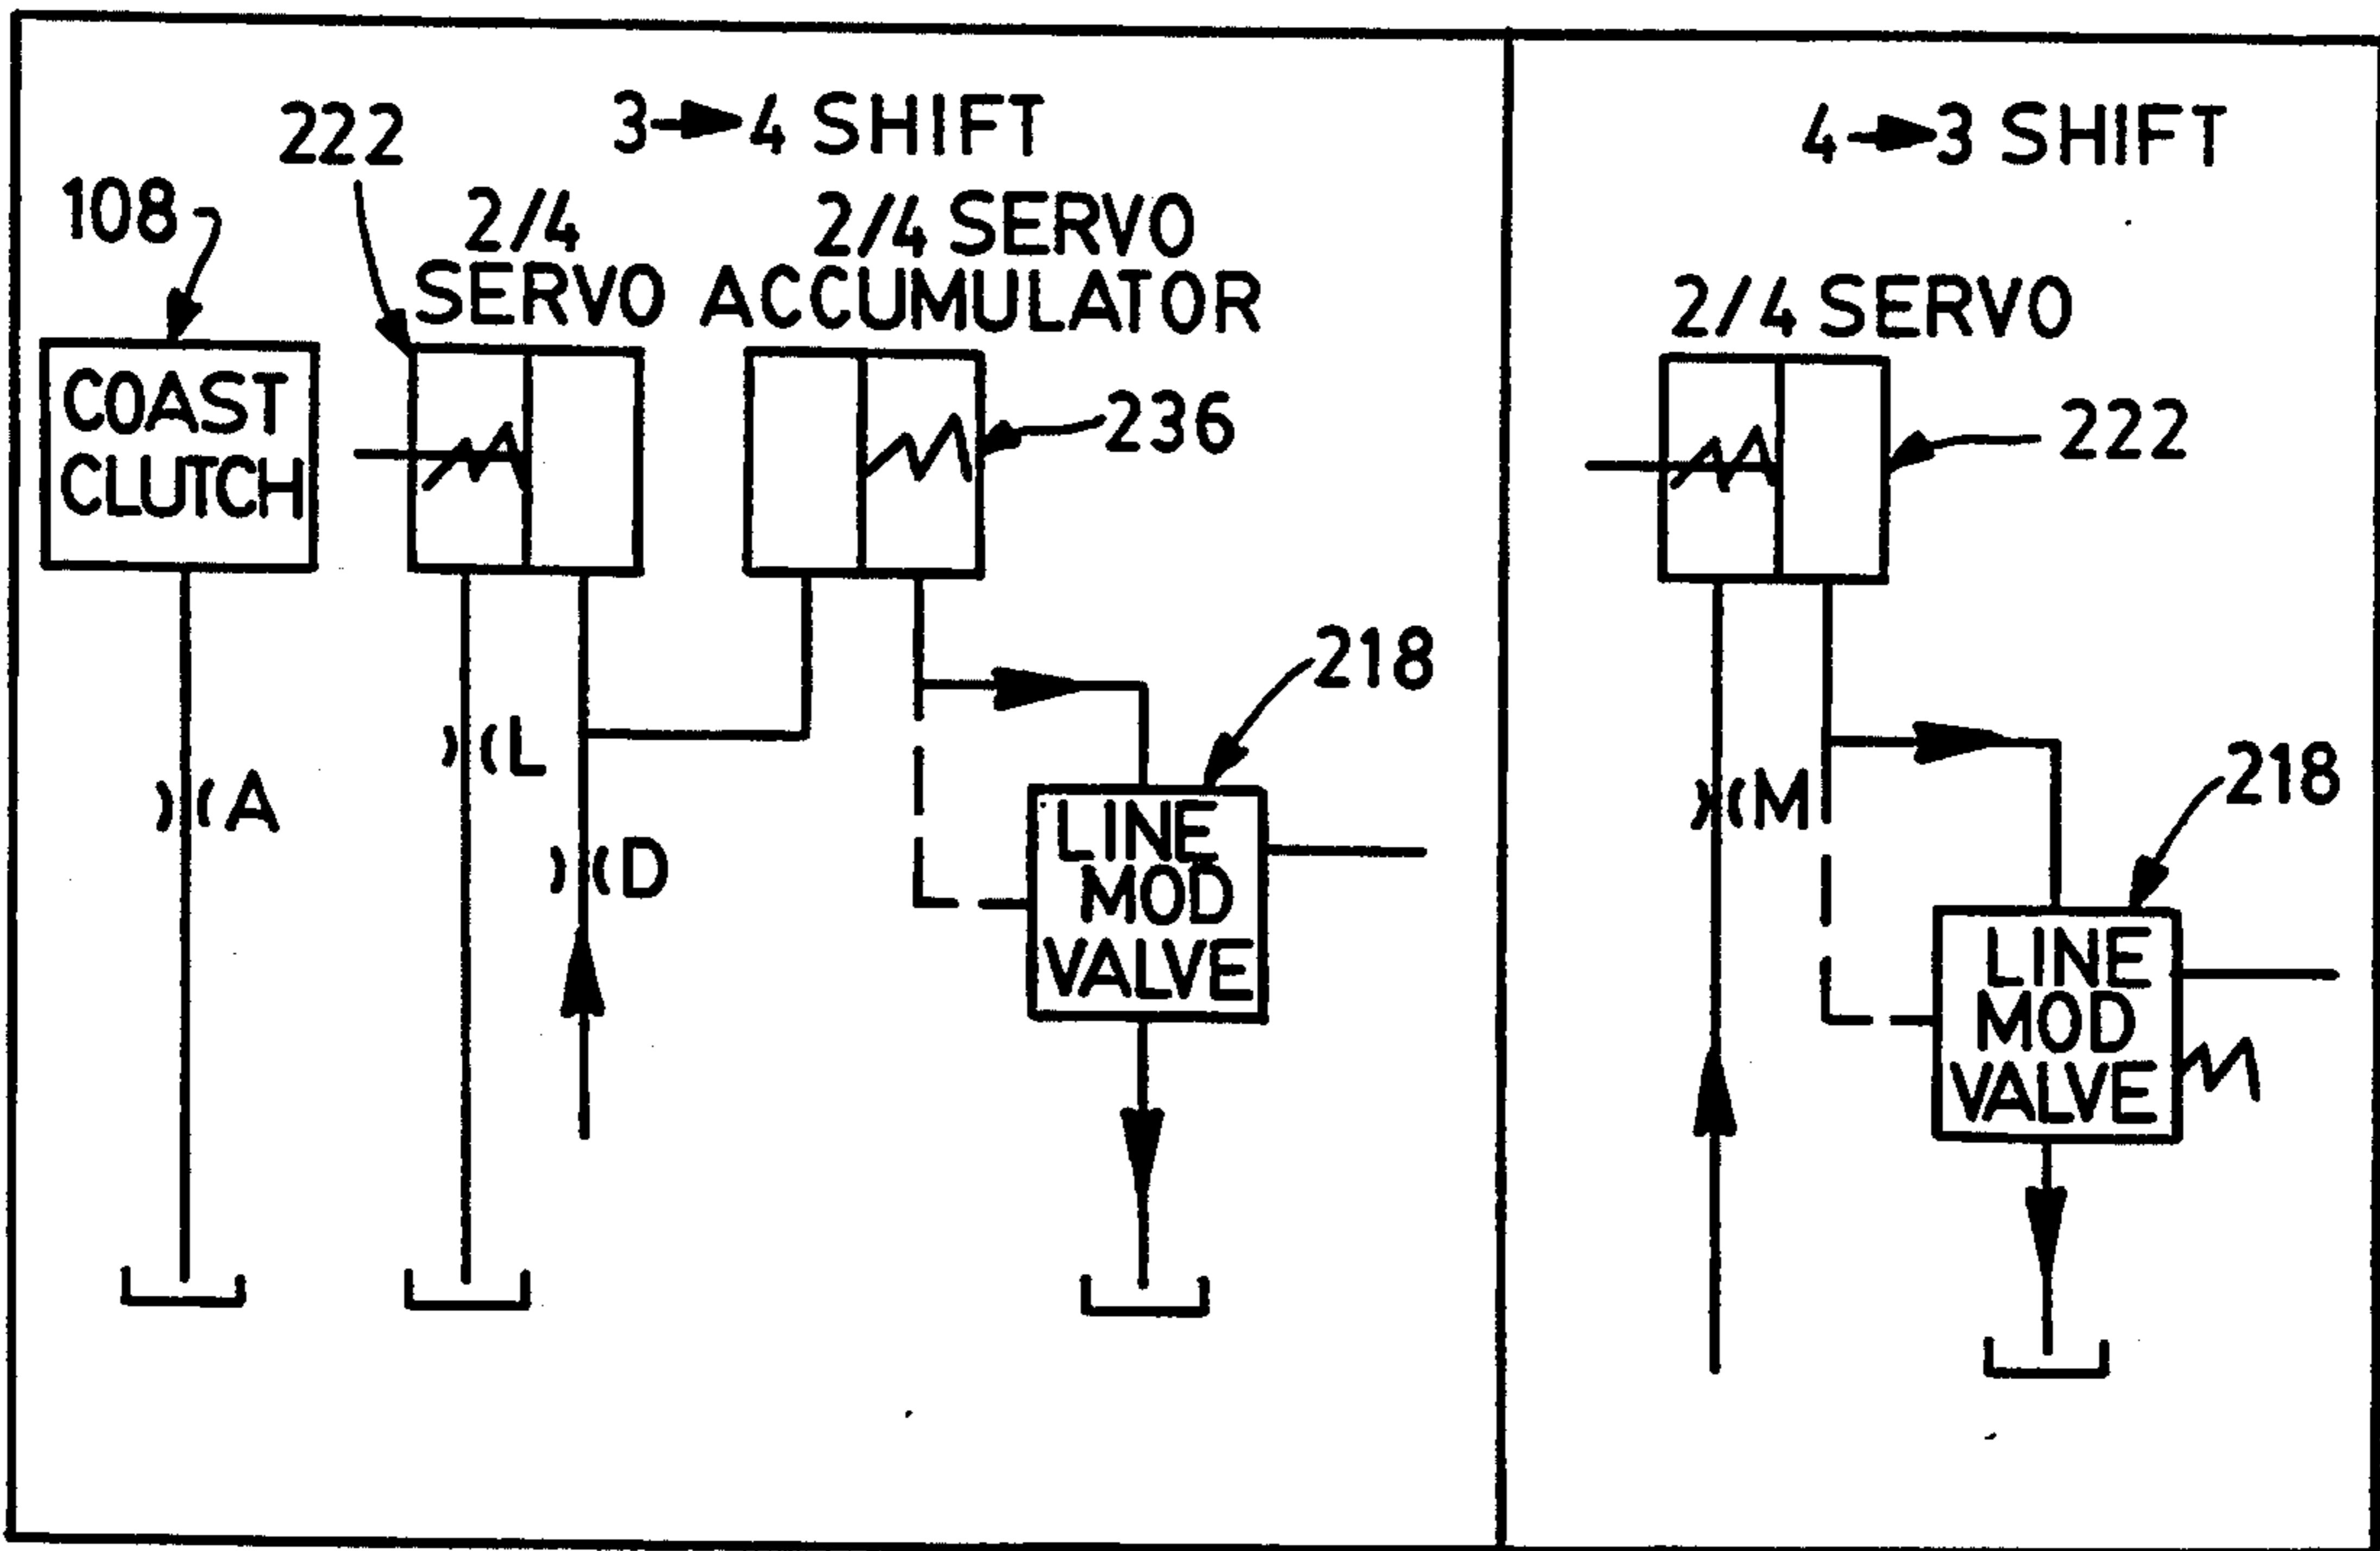 3 4 SHIFT
222
108
2/4
SERVO
2/4 SERVO
ACCUMULATOR
COAST
CLUTCH
236
218
L
A
D
LINE
MOD
VALVE
4 3 SHIFT
2/4 SERVO
222
218
M
LINE
MOD
VALVE